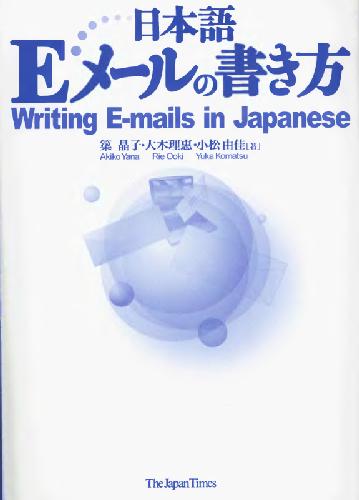 日本語
Eメールの書き方
Writing E-mails in Japanese
簗 晶子・大木理恵・小松由佳[著]
Akiko Yana Rie Ooki Yuka Komatsu
The Japan Times